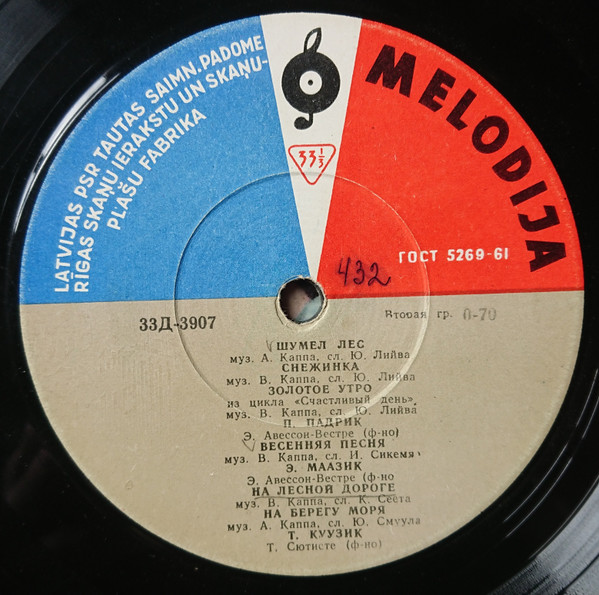 LATVIJAS PSR TAUTAS SAIMN. PADOME
RĪGAS SKAŅU IERAKSTU UN SKAŅU-
PLAŠU FABRIKA
MELODIJA
33 1/3
ГОСТ 5269-61
432
33Д-3907
Вторая гр. 0-70
ШУМЕЛ ЛЕС
муз. А. Каппа, сл. Ю. Лийва
СНЕЖИНКА
муз. В. Каппа, сл. Ю. Лийва
ЗОЛОТОЕ УТРО
из цикла «Счастливый день»
муз. В. Каппа, сл. Ю. Лийва
П. ПАДРИК
Э. Авессон-Вестре (ф-но)
ВЕСЕННЯЯ ПЕСНЯ
муз. В. Каппа, сл. И. Сикемя
Э. МААЗИК
Э. Авессон-Вестре (ф-но
НА ЛЕСНОЙ ДОРОГЕ
муз. В. Каппа, сл. К. Сеета
НА БЕРЕГУ МОРЯ
муз. А. Каппа, сл. Ю. Смуула
Т. КУУЗИК
Т. Сютисте (ф-но)